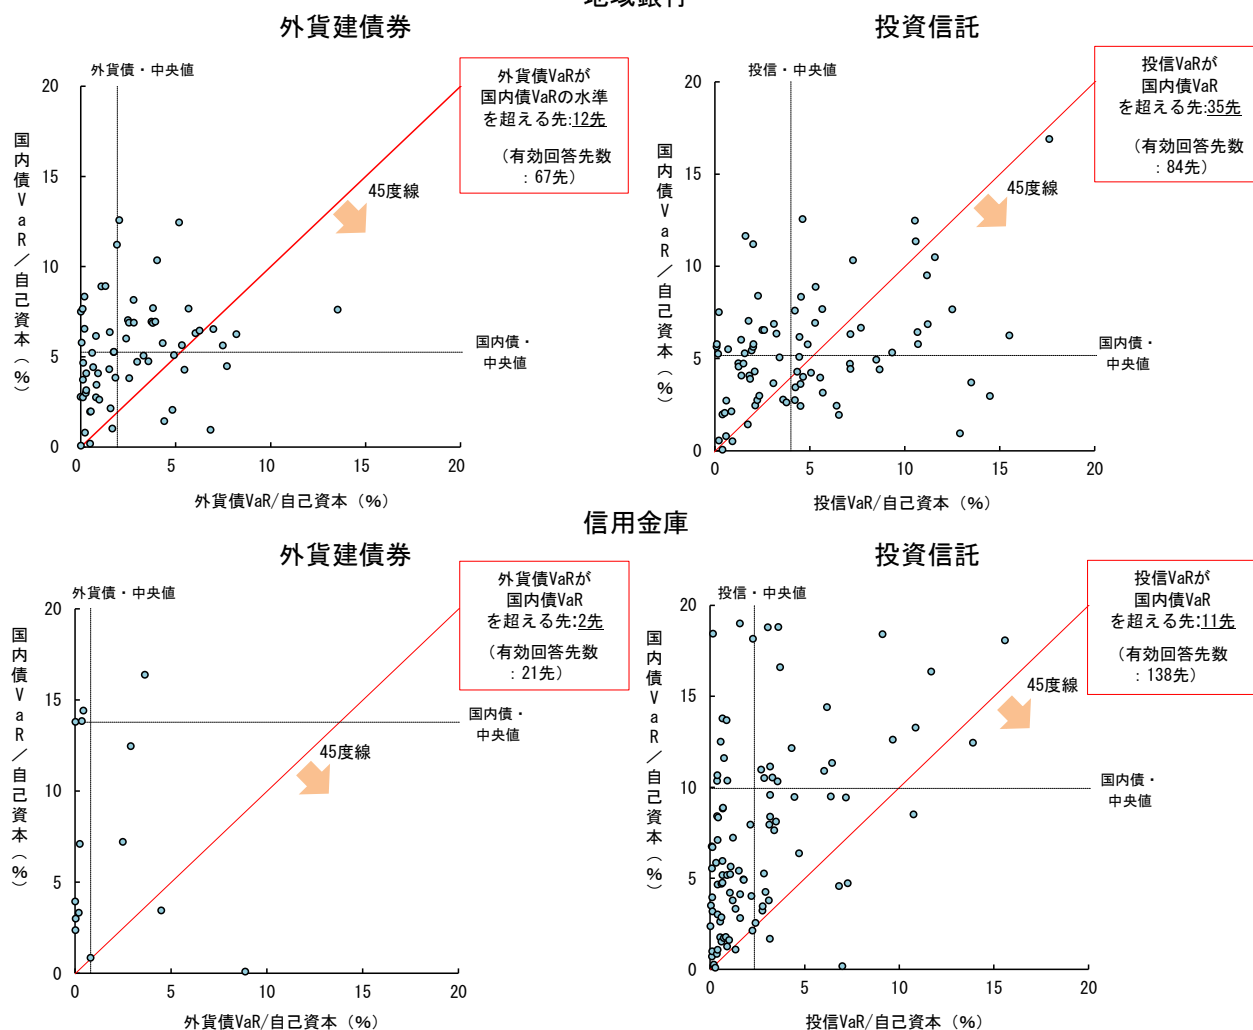 外貨建債券
投資信託
外貨債・中央値
外貨債VaRが
国内債VaRの水準
を超える先:12先
（有効回答先数
：67先）
45度線
国内債・
中央値
国内債VaR／自己資本（％）
20
15
10
5
0
0
5
10
15
20
外貨債VaR/自己資本（％）
投信・中央値
投信VaRが
国内債VaR
を超える先:35先
（有効回答先数
：84先）
45度線
国内債・
中央値
国内債VaR／自己資本（％）
20
15
10
5
0
0
5
10
15
20
投信VaR/自己資本（％）
信用金庫
外貨建債券
投資信託
外貨債・中央値
外貨債VaRが
国内債VaR
を超える先:2先
（有効回答先数
：21先）
国内債・
中央値
45度線
国内債VaR／自己資本（％）
20
15
10
5
0
0
5
10
15
20
外貨債VaR/自己資本（％）
投信・中央値
投信VaRが
国内債VaR
を超える先:11先
（有効回答先数
：138先）
45度線
国内債・
中央値
国内債VaR／自己資本（％）
20
15
10
5
0
0
5
10
15
20
投信VaR/自己資本（％）